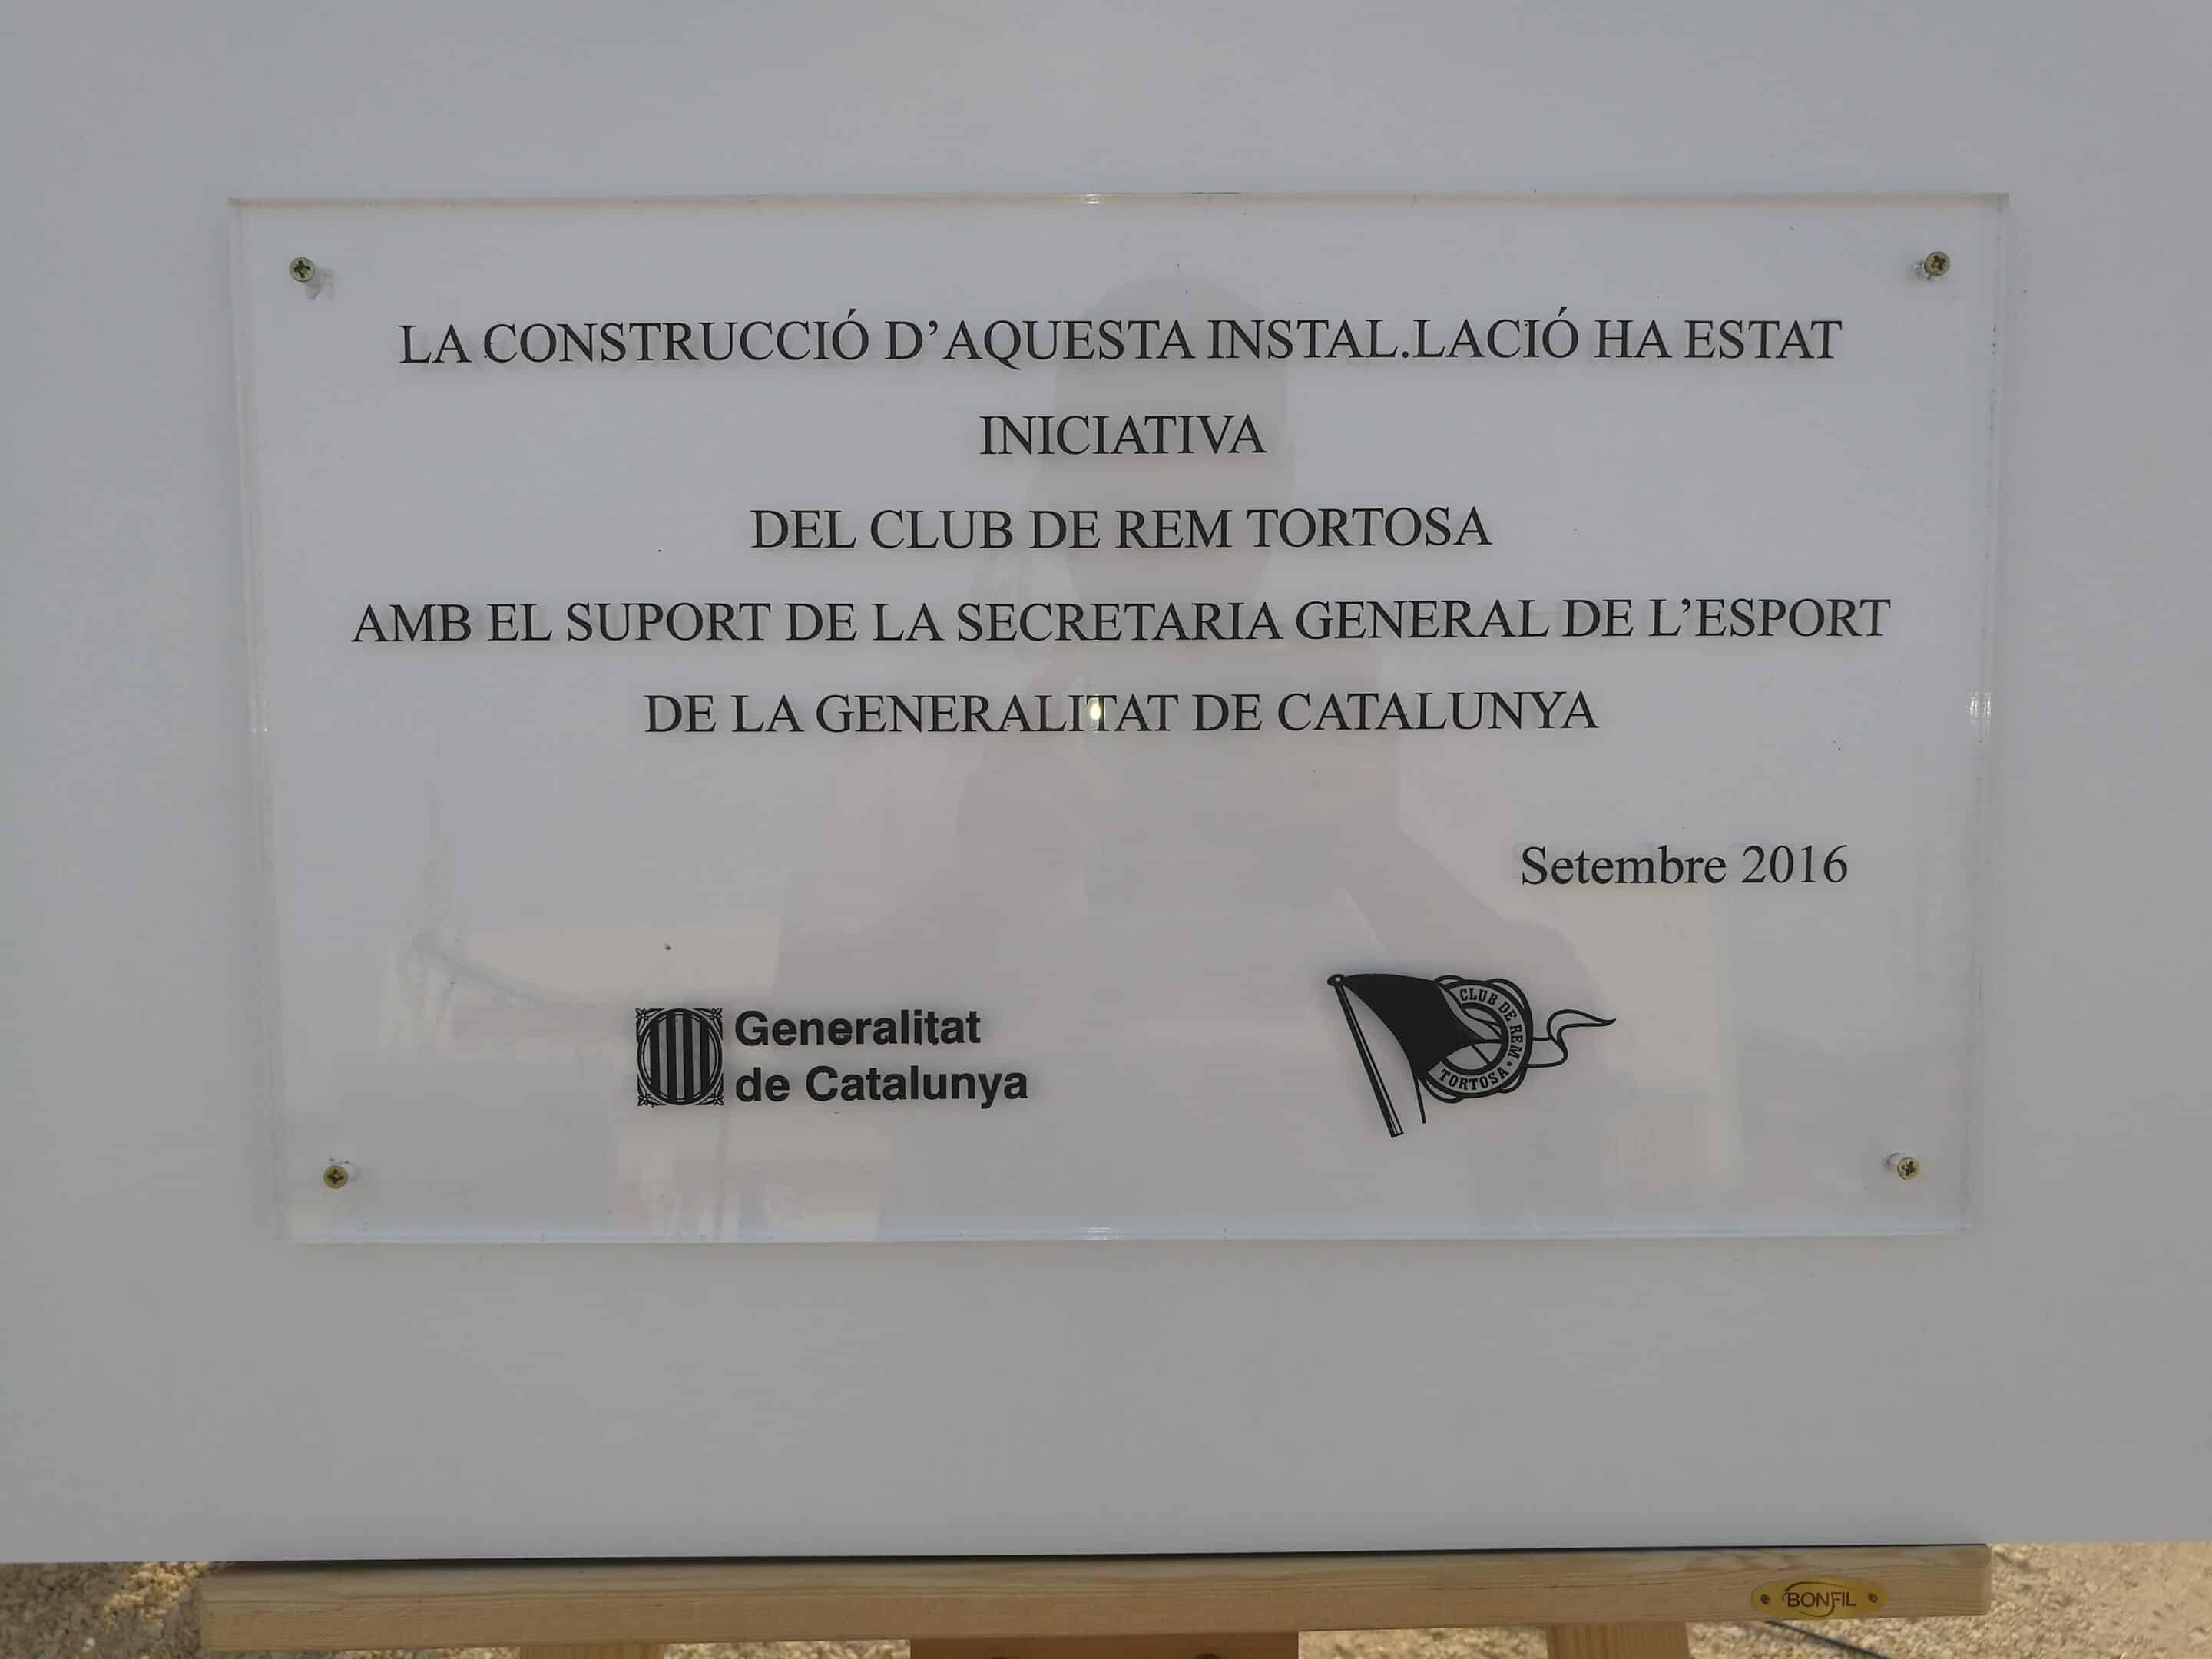 LA CONSTRUCCIÓ D’AQUESTA INSTAL.LACIÓ HA ESTAT
INICIATIVA
DEL CLUB DE REM TORTOSA
AMB EL SUPORT DE LA SECRETARIA GENERAL DE L’ESPORT
DE LA GENERALITAT DE CATALUNYA
Setembre 2016
Generalitat
de Catalunya
CLUB DE REM • TORTOSA
BONFIL